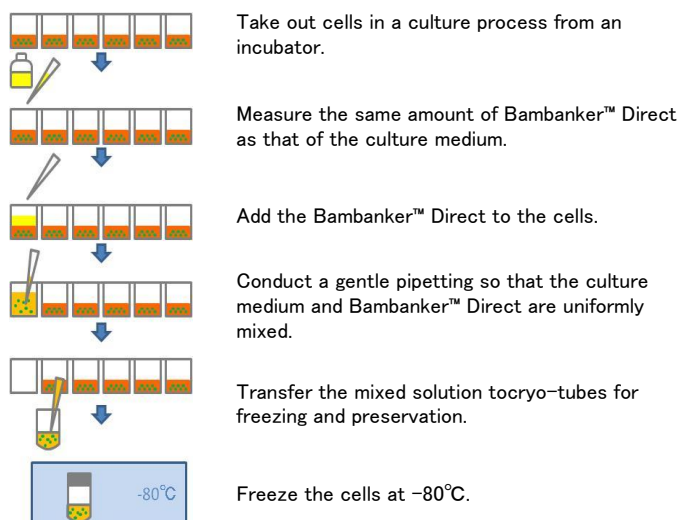 Take out cells in a culture process from an
incubator.
Measure the same amount of Bambanker™ Direct
as that of the culture medium.
Add the Bambanker™ Direct to the cells.
Conduct a gentle pipetting so that the culture
medium and Bambanker™ Direct are uniformly
mixed.
Transfer the mixed solution tocryo-tubes for
freezing and preservation.
-80℃
Freeze the cells at -80℃.